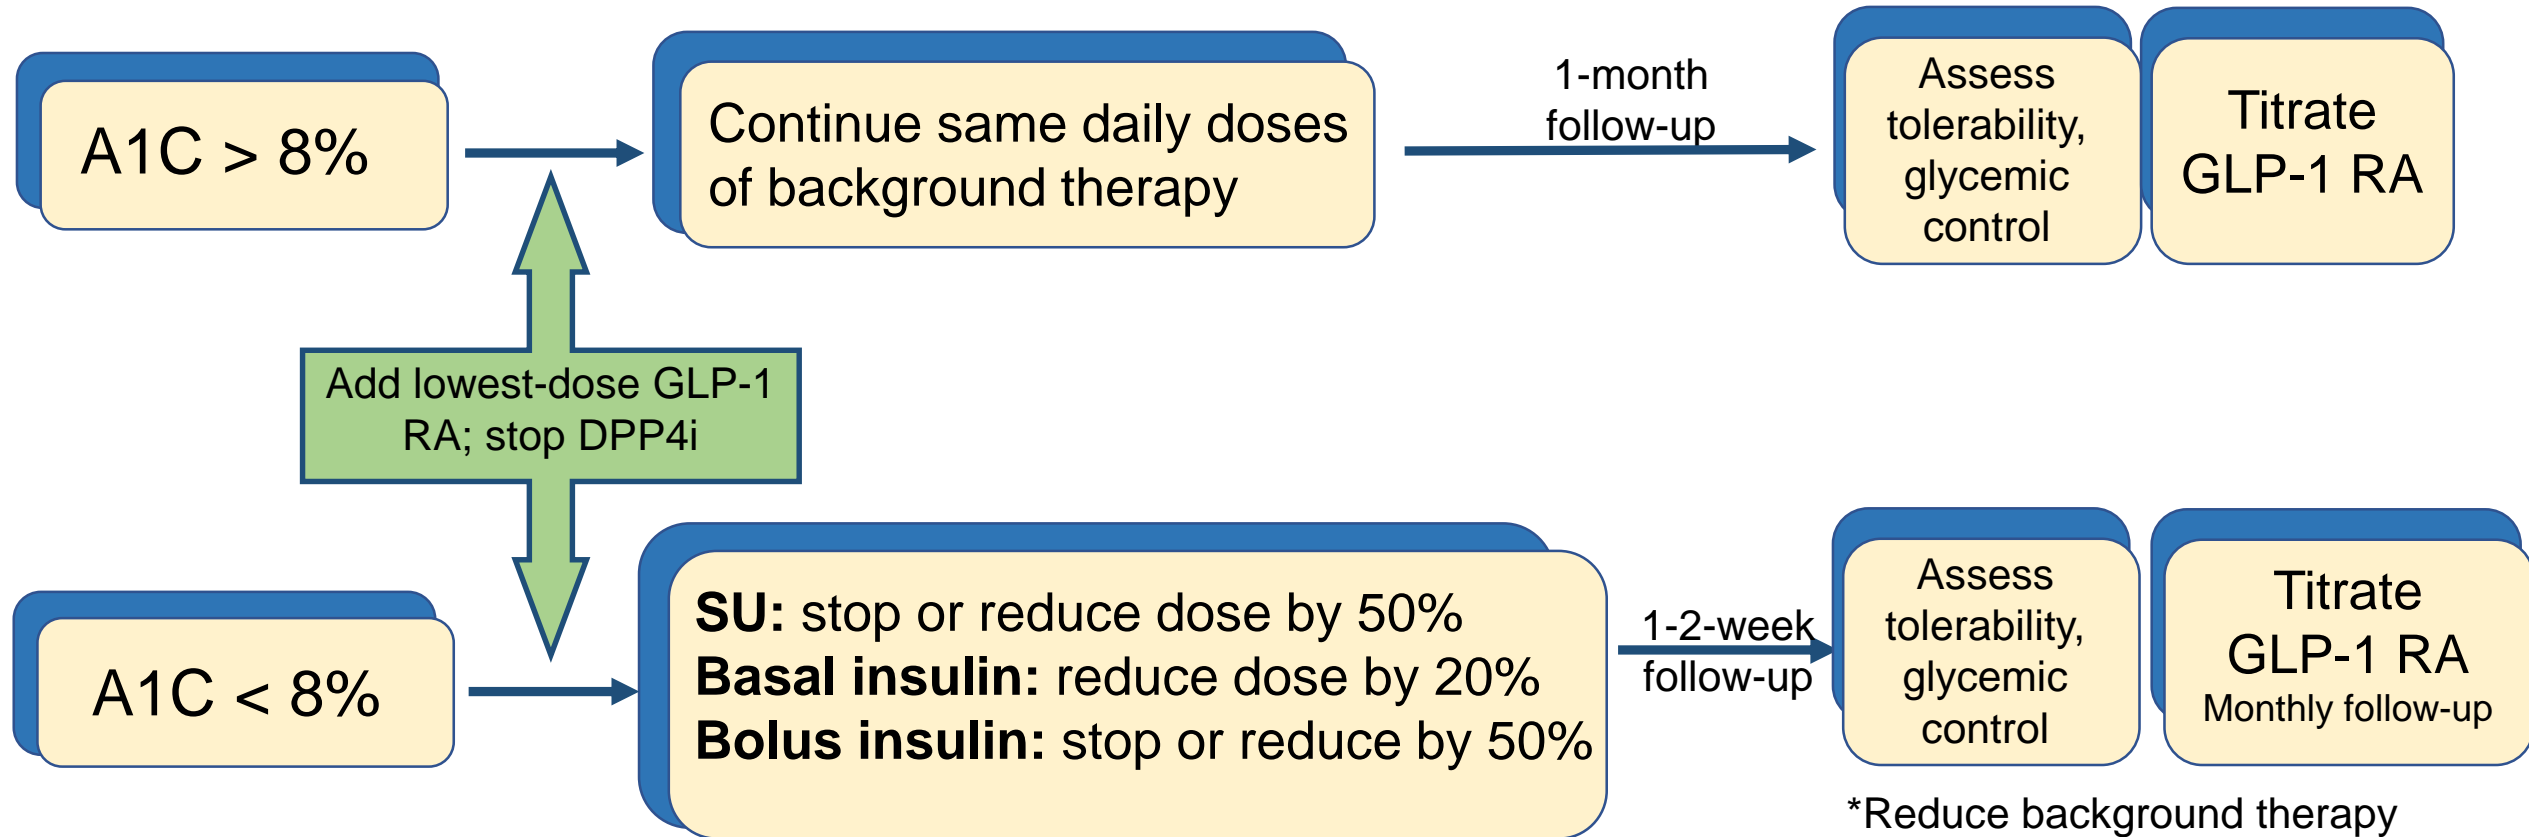 A1C > 8%
Continue same daily doses
of background therapy
1-month
follow-up
Assess
tolerability,
glycemic
control
Titrate
GLP-1 RA
Add lowest-dose GLP-1
RA; stop DPP4i
A1C < 8%
SU: stop or reduce dose by 50%
Basal insulin: reduce dose by 20%
Bolus insulin: stop or reduce by 50%
1-2-week
follow-up
Assess
tolerability,
glycemic
control
Titrate
GLP-1 RA
Monthly follow-up
*Reduce background therapy